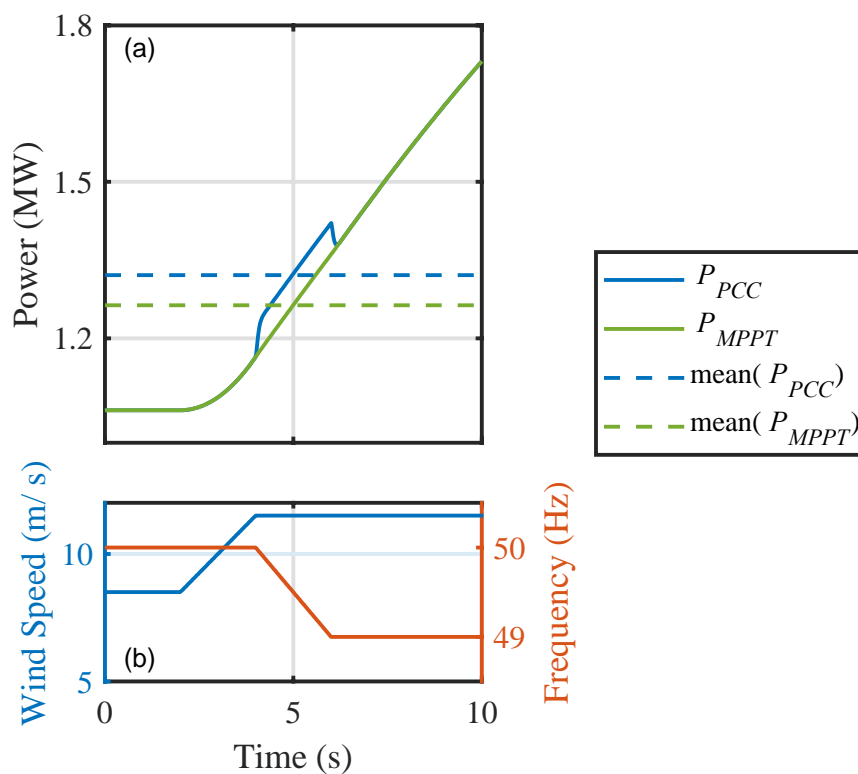 1.8
(a)
1.5
1.2
Power (MW)
P_PCC
P_MPPT
mean( P_PCC)
mean( P_MPPT)
Wind Speed (m/ s)
10
5
(b)
50
49
Frequency (Hz)
0 5 10
Time (s)